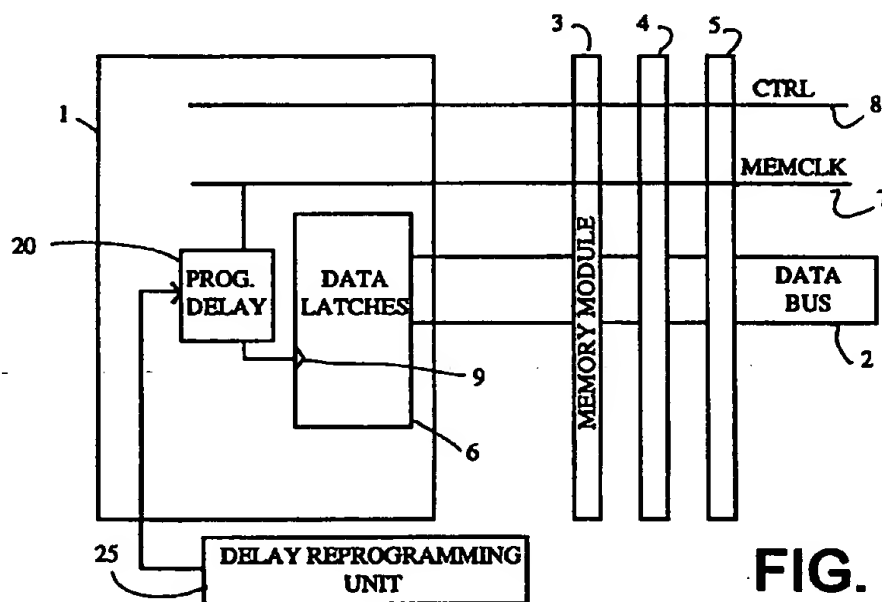 3
4
5
1
CTRL
8
MEMCLK
20
PROG.
DELAY
DATA
LATCHES
MEMORY MODULE
DATA
BUS
9
2
6
25
DELAY REPROGRAMMING
UNIT
FIG.